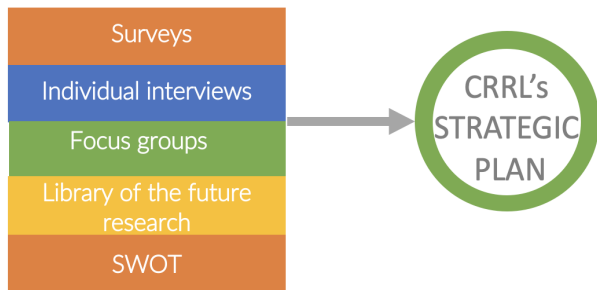 Surveys
Individual interviews
Focus groups
Library of the future
research
SWOT
CRRL's
STRATEGIC
PLAN